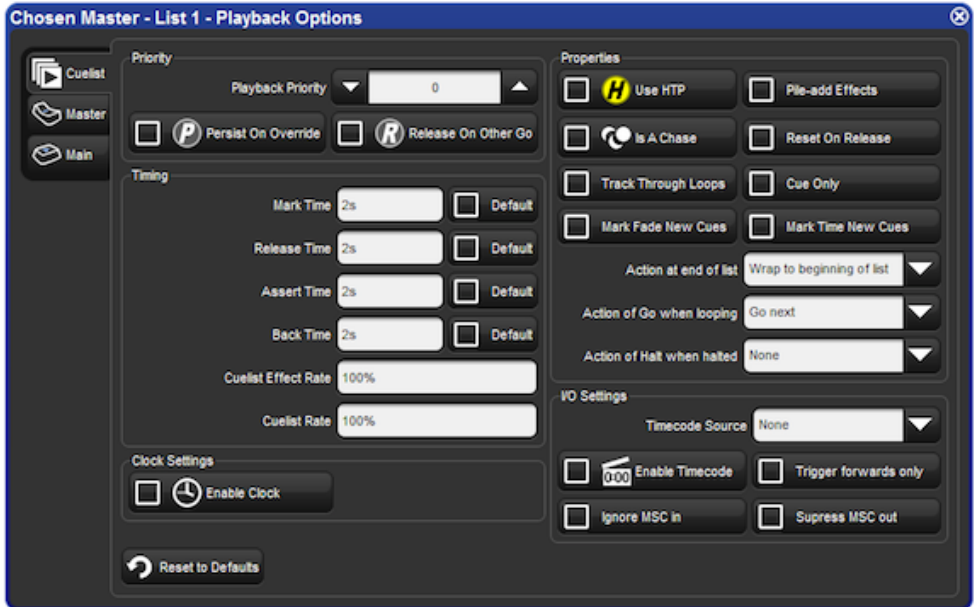 Chosen Master - List 1 - Playback Options
Cuelist
Master
Main
Priority
Playback Priority 0
P Persist On Override R Release On Other Go
Timing
Mark Time 2s Default
Release Time 2s Default
Assert Time 2s Default
Back Time 2s Default
Cuelist Effect Rate 100%
Cuelist Rate 100%
Clock Settings
Enable Clock
Reset to Defaults
Properties
H Use HTP Pile-add Effects
Is A Chase Reset On Release
Track Through Loops Cue Only
Mark Fade New Cues Mark Time New Cues
Action at end of list Wrap to beginning of list
Action of Go when looping Go next
Action of Halt when halted None
I/O Settings
Timecode Source None
0:00 Enable Timecode Trigger forwards only
Ignore MSC in Supress MSC out